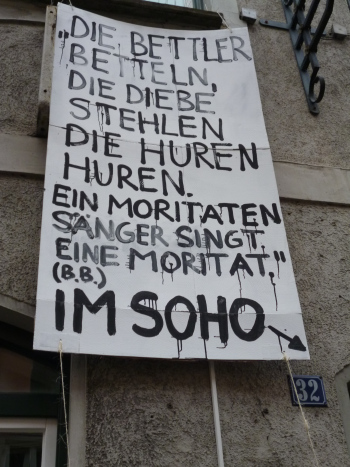 "DIE BETTLER
BETTELN,
DIE DIEBE
STEHLEN
DIE HUREN
HUREN.
EIN MORITATEN
SÄNGER SINGT
EINE MORITAT."
(B.B.)
IM SOHO
32